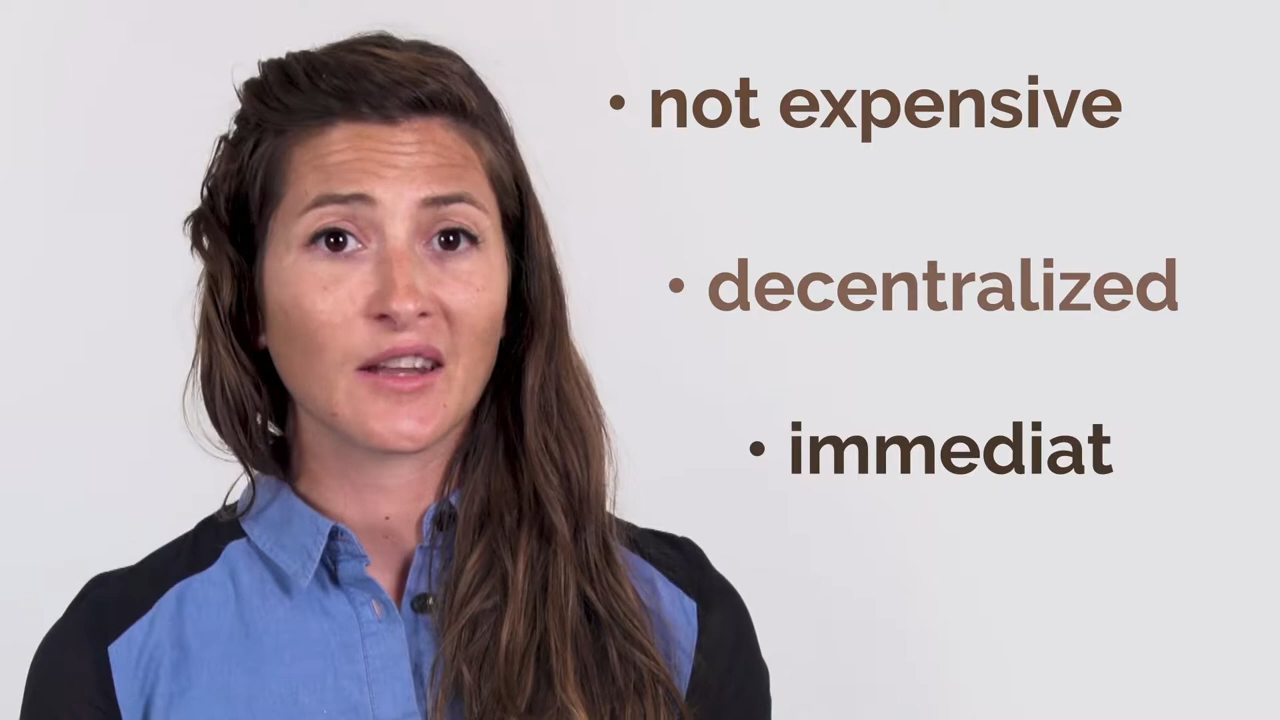 • not expensive
• decentralized
• immediat